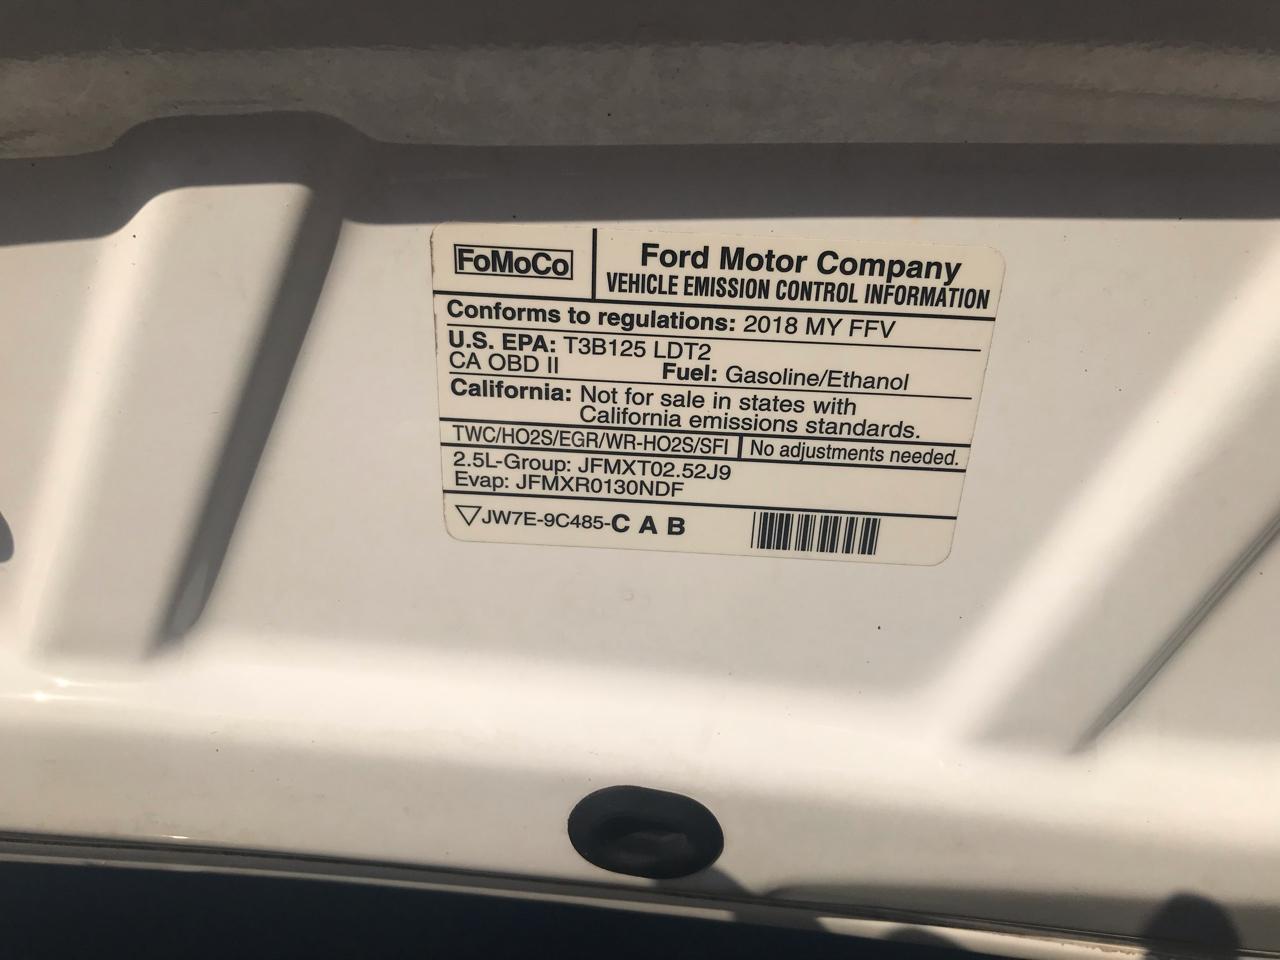 FoMoCo
Ford Motor Company
VEHICLE EMISSION CONTROL INFORMATION
Conforms to regulations: 2018 MY FFV
U.S. EPA: T3B125 LDT2
CA OBD II Fuel: Gasoline/Ethanol
California: Not for sale in states with
California emissions standards.
TWC/HO2S/EGR/WR-HO2S/SFI No adjustments needed.
2.5L-Group: JFMXT02.52J9
Evap: JFMXR0130NDF
JW7E-9C485-C A B